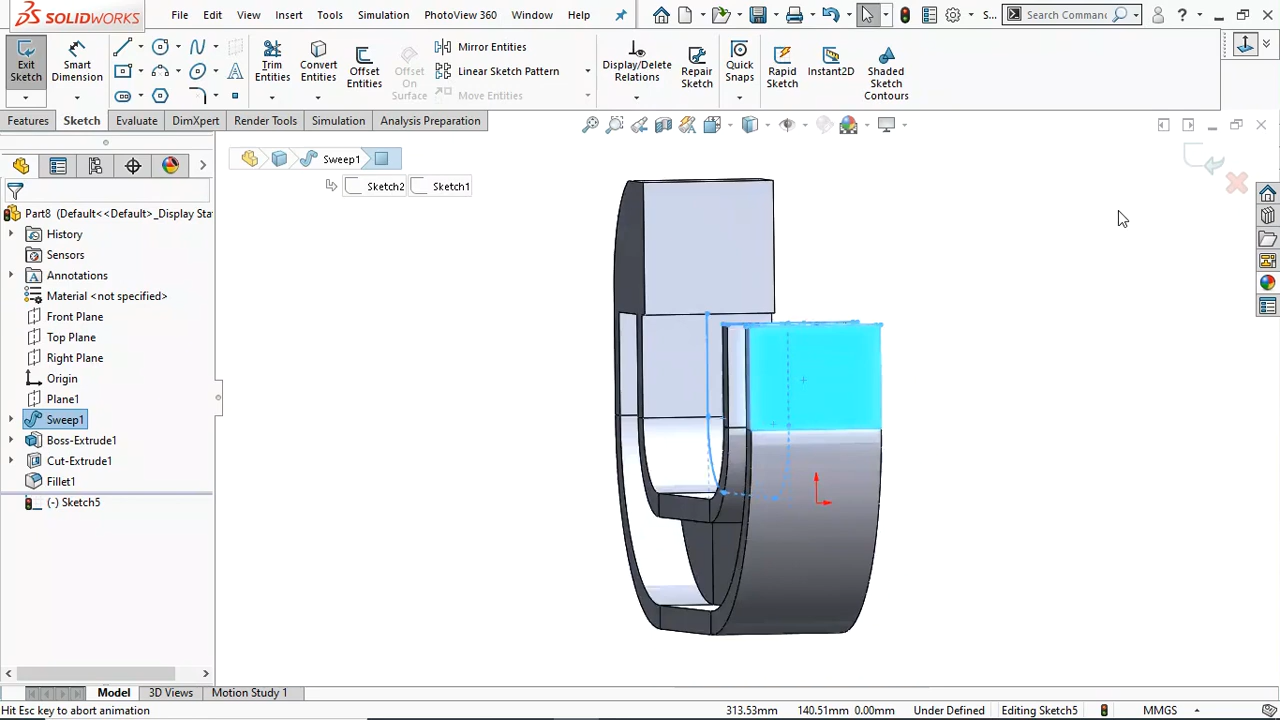 SOLIDWORKS File Edit View Insert Tools Simulation PhotoView 360 Window Help S... Search Commanc ?
Exit Sketch Smart Dimension Trim Entities Convert Entities Offset Entities Offset On Surface Mirror Entities Linear Sketch Pattern Move Entities Display/Delete Relations Repair Sketch Quick Snaps Rapid Sketch Instant2D Shaded Sketch Contours
Features Sketch Evaluate DimXpert Render Tools Simulation Analysis Preparation
Sweep1
Sketch2 Sketch1
Part8 (Default<<Default>_Display Sta
History
Sensors
Annotations
Material <not specified>
Front Plane
Top Plane
Right Plane
Origin
Plane1
Sweep1
Boss-Extrude1
Cut-Extrude1
Fillet1
(-) Sketch5
Model 3D Views Motion Study 1
Hit Esc key to abort animation 313.53mm 140.51mm 0.00mm Under Defined Editing Sketch5 MMGS